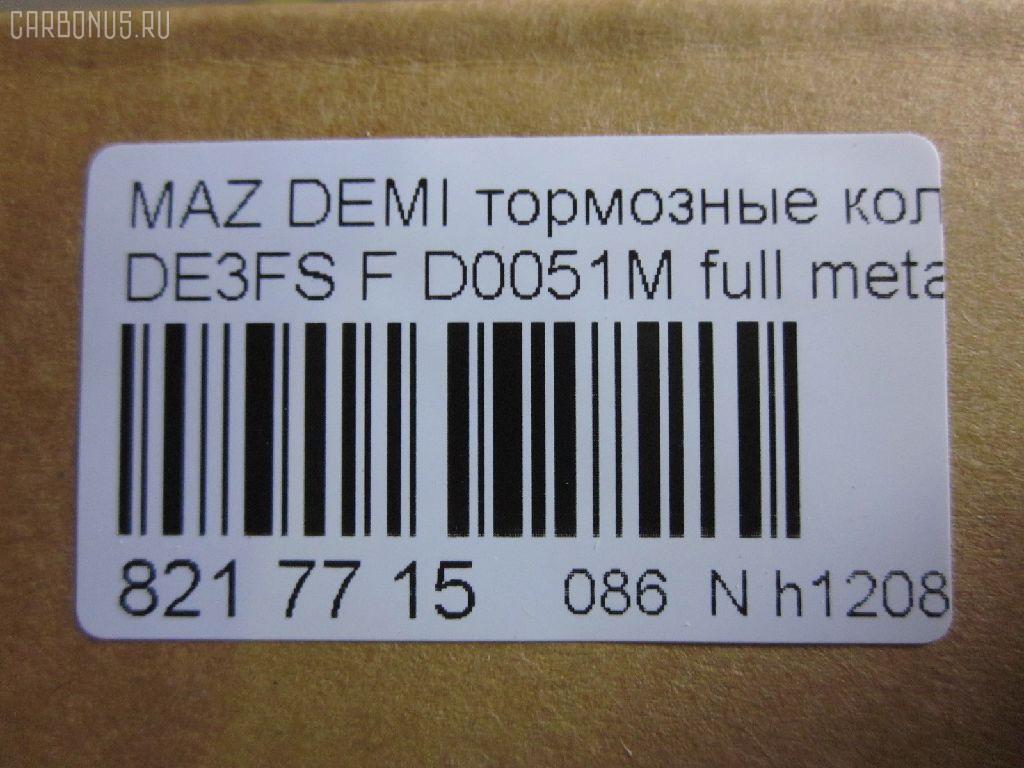 CARBONUS.RU
MAZ DEMI тормозные кол
DE3FS F D0051M full meta
821 77 15 086 N h1208